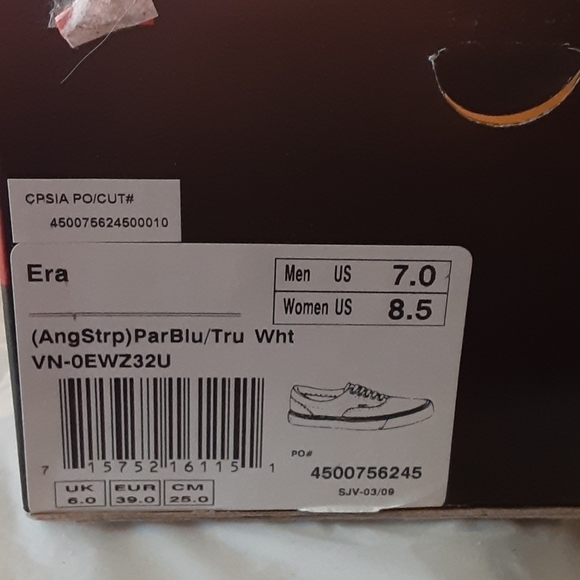 CPSIA PO/CUT#
450075624500010
Era
Men US 7.0
Women US 8.5
(AngStrp)ParBlu/Tru Wht
VN-0EWZ32U
7 15752 16115 1
PO#
4500756245
SJV-03/09
UK EUR CM
6.0 39.0 25.0